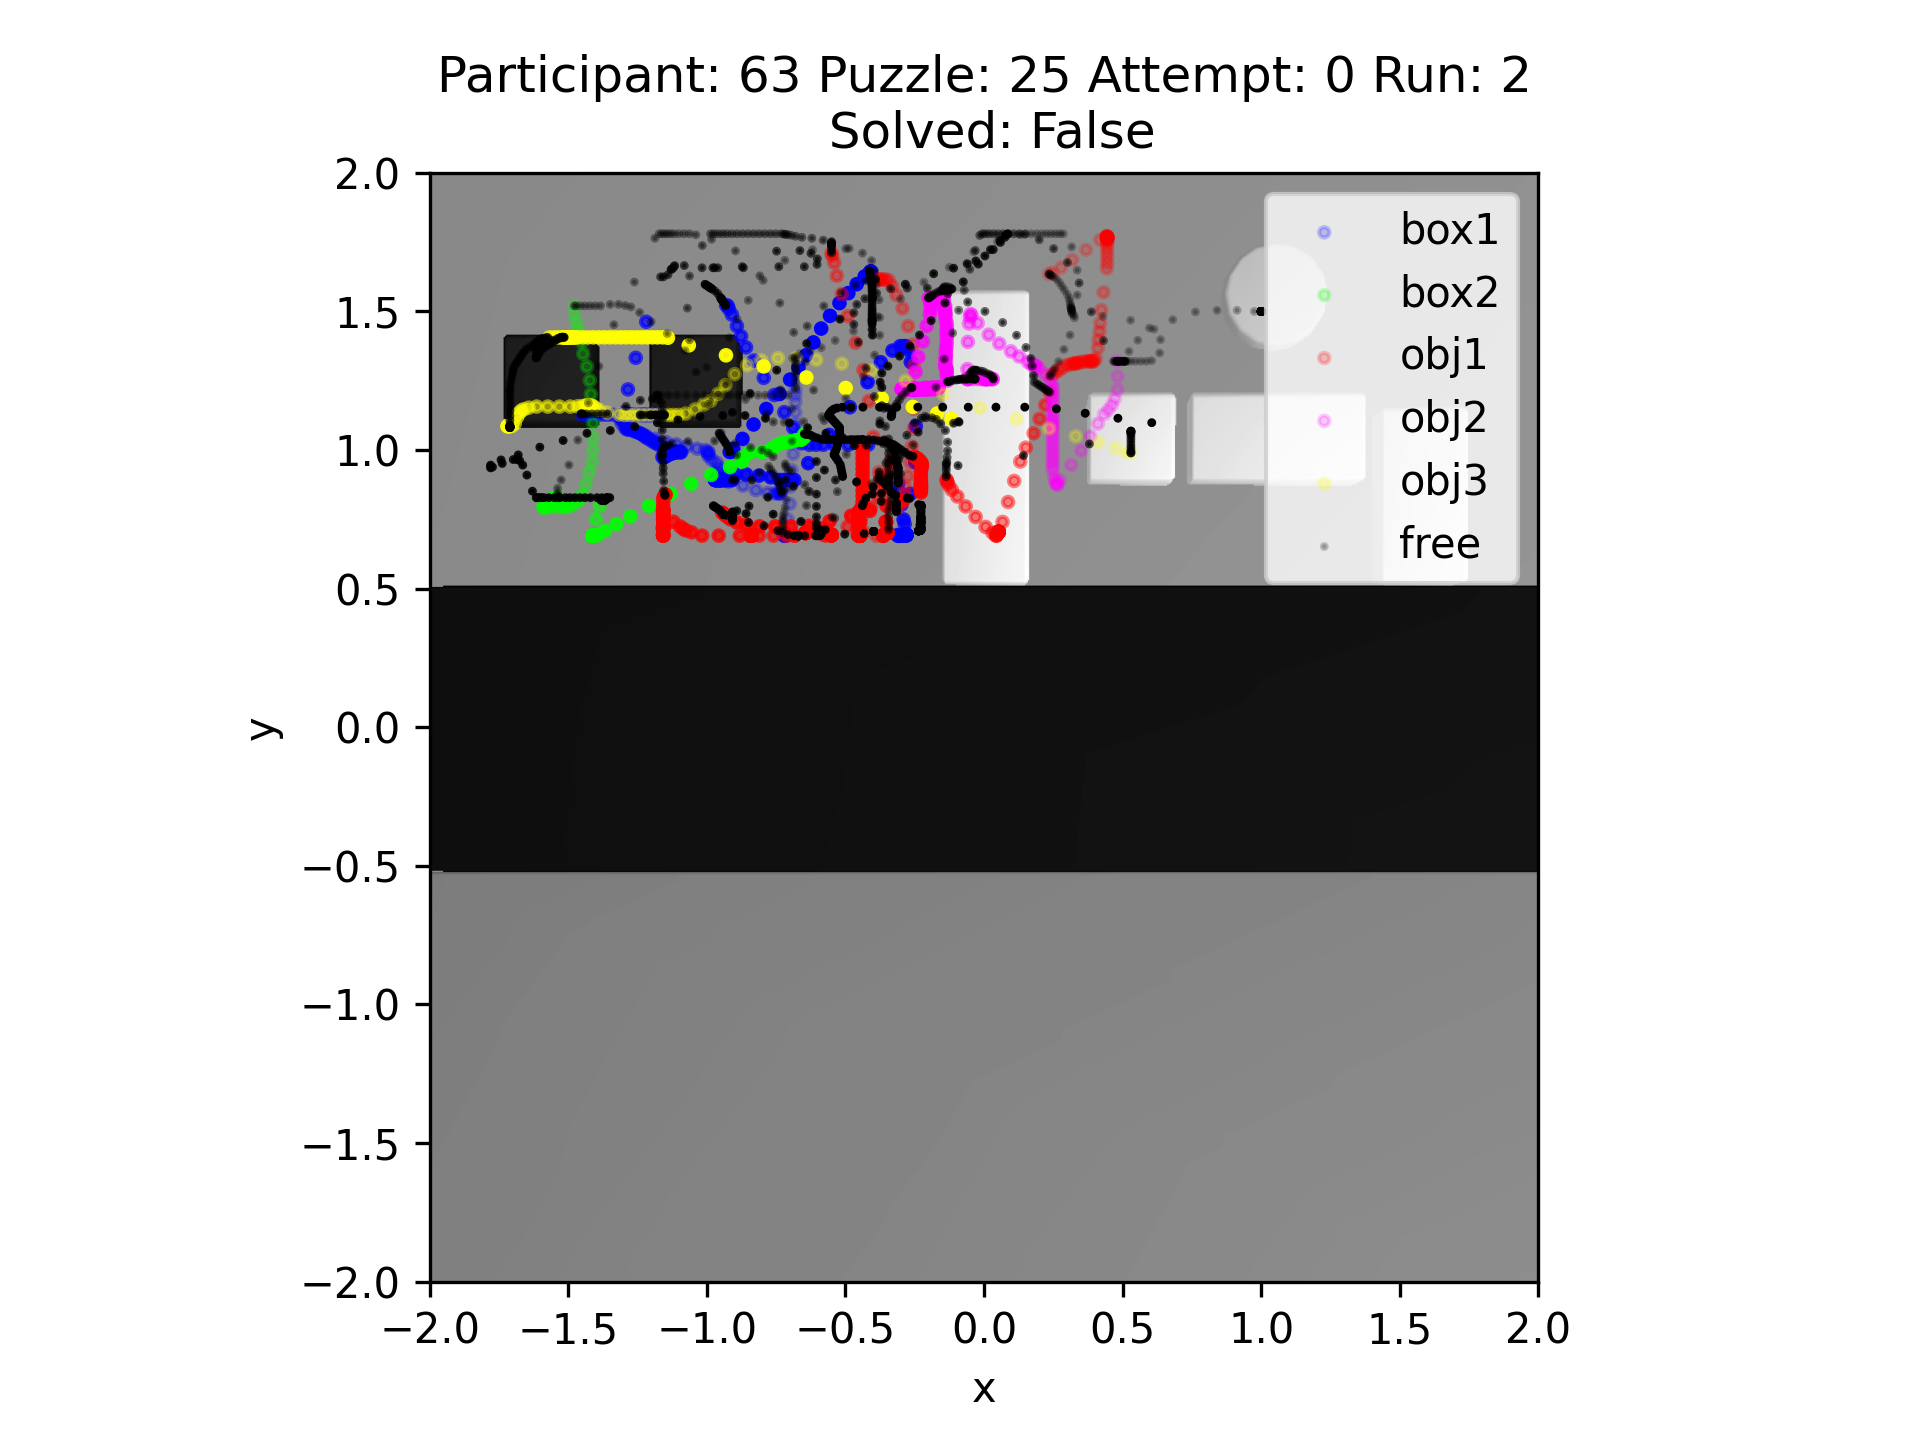 Participant: 63 Puzzle: 25 Attempt: 0 Run: 2
Solved: False
2.0
1.5
1.0
0.5
0.0
−0.5
−1.0
−1.5
−2.0
y
box1
box2
obj1
obj2
obj3
free
−2.0 −1.5 −1.0 −0.5 0.0 0.5 1.0 1.5 2.0
x